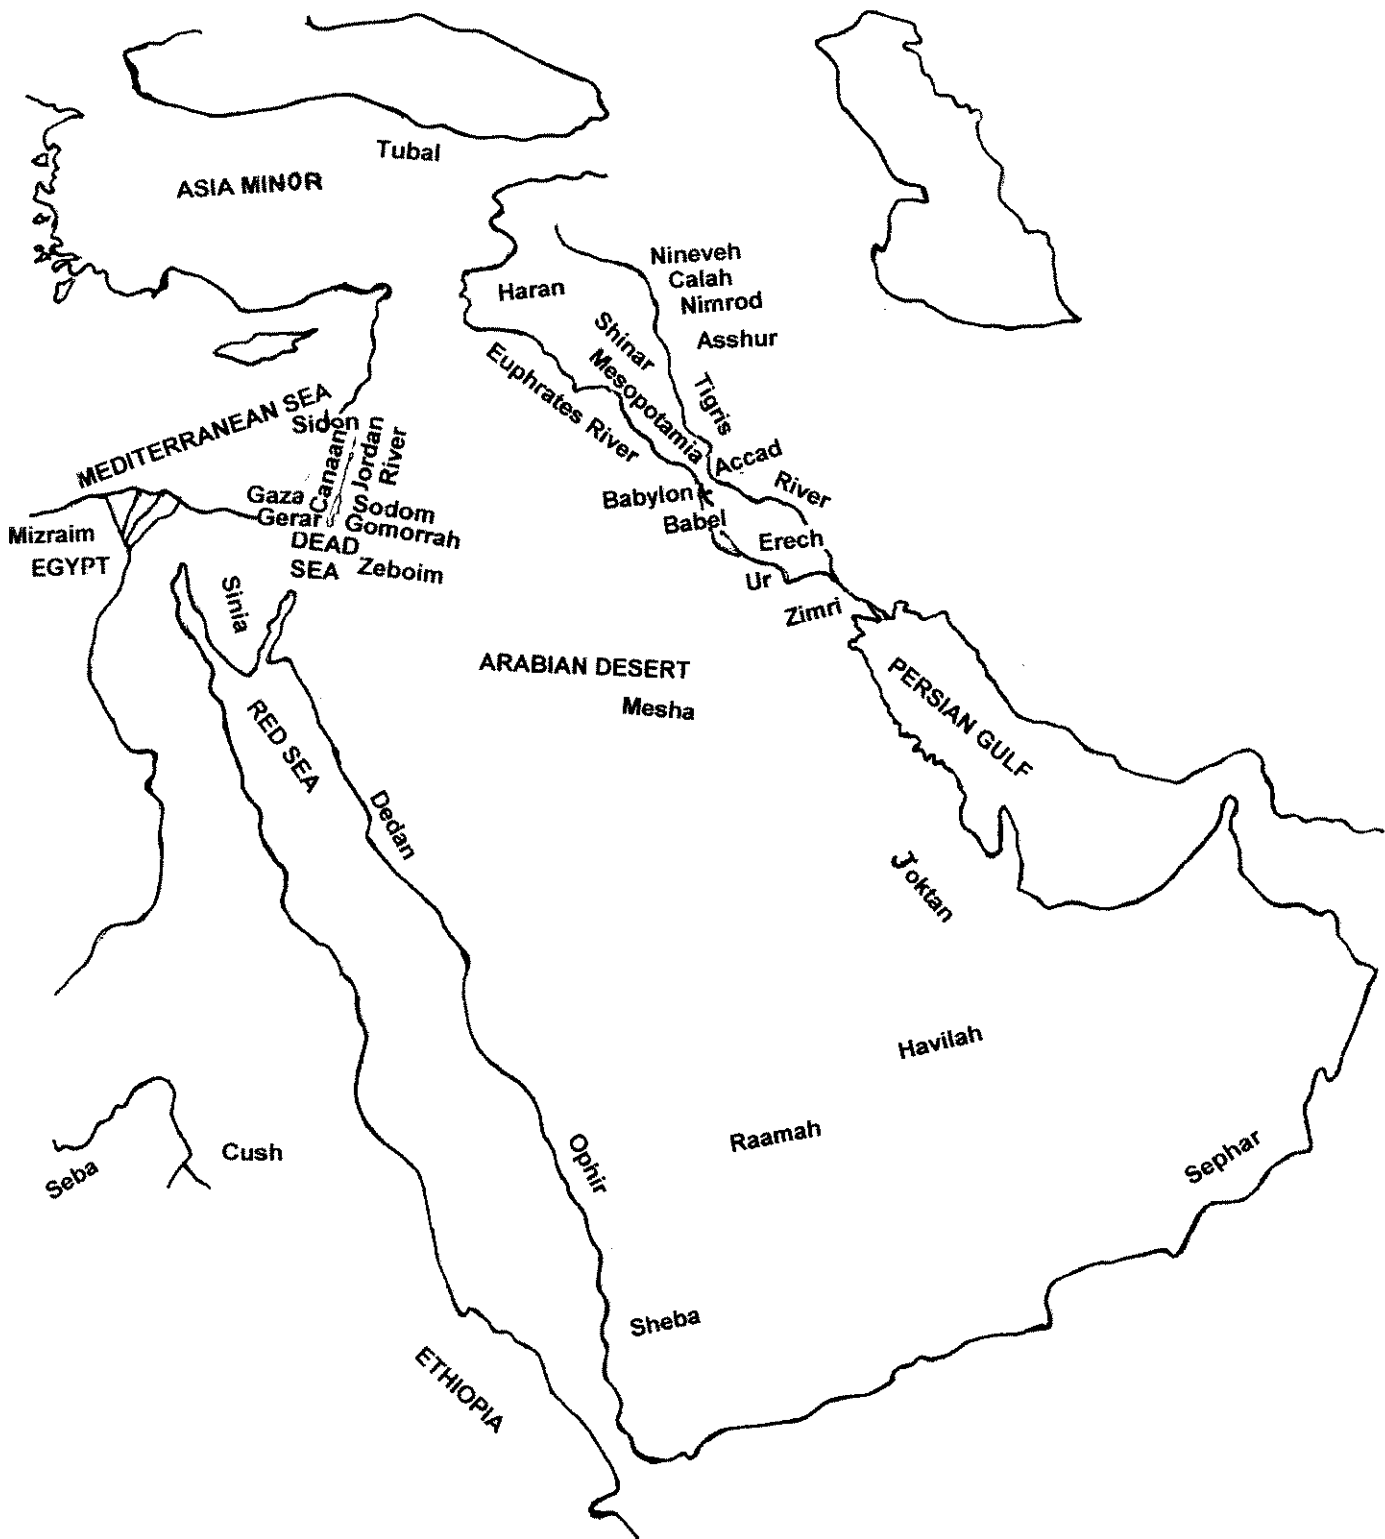 Tubal
ASIA MINOR
Nineveh
Calah
Nimrod
Haran
Asshur
Shinar
Mesopotamia
Euphrates River
Tigris
River
MEDITERRANEAN SEA
Sidon
Canaan
Jordan
River
Accad
Babylon
Babel
Erech
Ur
Zimri
Gaza
Gerar
Sodom
Gomorrah
DEAD
SEA
Zeboim
Mizraim
EGYPT
Sinia
ARABIAN DESERT
Mesha
RED SEA
PERSIAN GULF
Dedan
Joktan
Havilah
Raamah
Ophir
Sephar
Seba
Cush
Sheba
ETHIOPIA